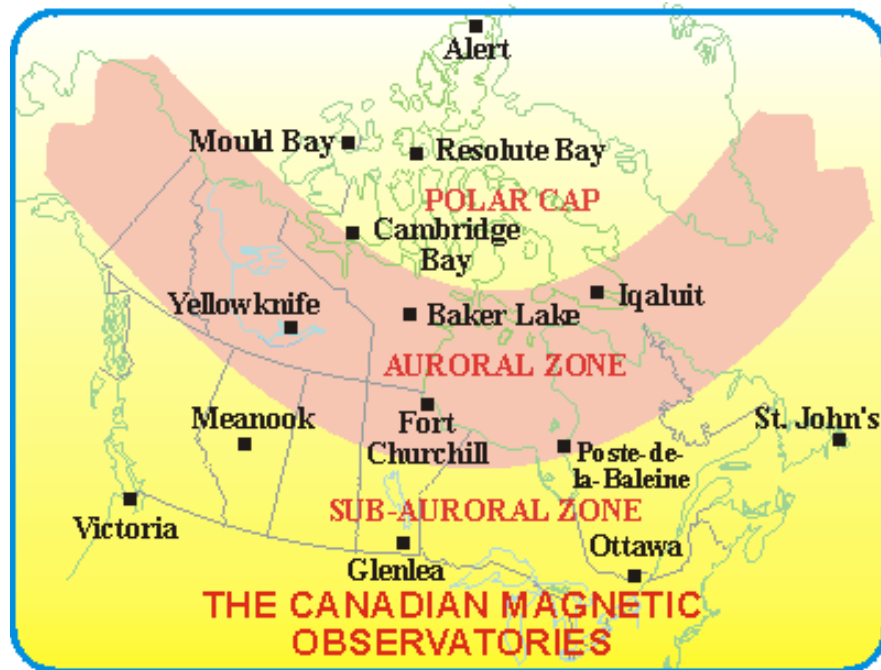 Alert
Mould Bay
Resolute Bay
POLAR CAP
Cambridge
Bay
Iqaluit
Yellowknife
Baker Lake
AURORAL ZONE
Meanook
Fort
Churchill
St. John's
Poste-de-
la-Baleine
Victoria
SUB-AURORAL ZONE
Glenlea
Ottawa
THE CANADIAN MAGNETIC
OBSERVATORIES